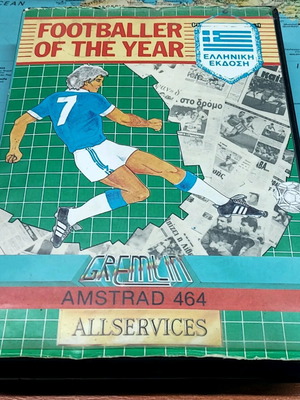 FOOTBALLER
OF THE YEAR
ΕΛΛΗΝΙΚΗ
ΕΚΔΟΣΗ
στο δρόμο
7
GREMLIN
AMSTRAD 464
ALLSERVICES